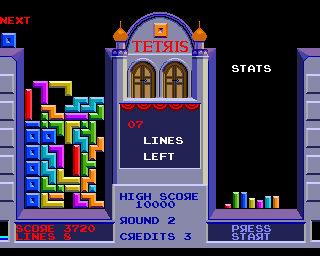 NEXT
TETRIS
STATS
07
LINES
LEFT
HIGH SCORE
10000
ROUND 2
CREDITS 3
SCORE 3720
LINES 8
PRESS
START